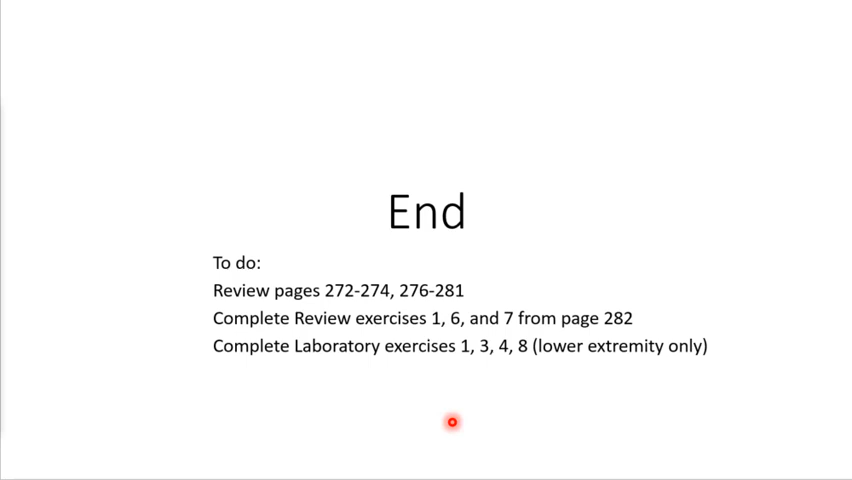 End
To do:
Review pages 272-274, 276-281
Complete Review exercises 1, 6, and 7 from page 282
Complete Laboratory exercises 1, 3, 4, 8 (lower extremity only)